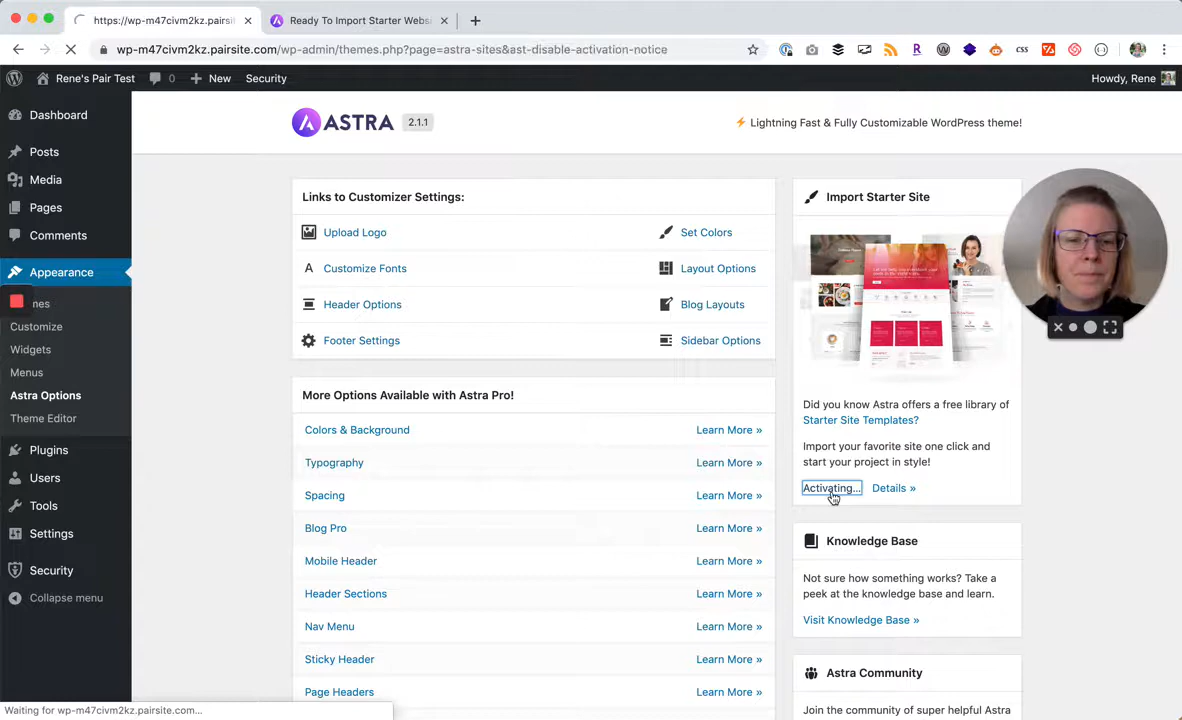 https://wp-m47civm2kz.pairsit
Ready To Import Starter Webs
wp-m47civm2kz.pairsite.com/wp-admin/themes.php?page=astra-sites&ast-disable-activation-notice
CSS
Rene's Pair Test
0
New
Security
Howdy, Rene
Dashboard
Posts
Media
Pages
Comments
Appearance
nes
Customize
Widgets
Menus
Astra Options
Theme Editor
Plugins
Users
Tools
Settings
Security
Collapse menu
ASTRA
2.1.1
Lightning Fast & Fully Customizable WordPress theme!
Links to Customizer Settings:
Upload Logo
Set Colors
Customize Fonts
Layout Options
Header Options
Blog Layouts
Footer Settings
Sidebar Options
More Options Available with Astra Pro!
Colors & Background
Learn More »
Typography
Learn More »
Spacing
Learn More »
Blog Pro
Learn More »
Mobile Header
Learn More »
Header Sections
Learn More »
Nav Menu
Learn More »
Sticky Header
Learn More »
Page Headers
Learn More »
Import Starter Site
Did you know Astra offers a free library of
Starter Site Templates?
Import your favorite site one click and
start your project in style!
Activating...
Details »
Knowledge Base
Not sure how something works? Take a
peek at the knowledge base and learn.
Visit Knowledge Base »
Astra Community
Join the community of super helpful Astra
Waiting for wp-m47civm2kz.pairsite.com...